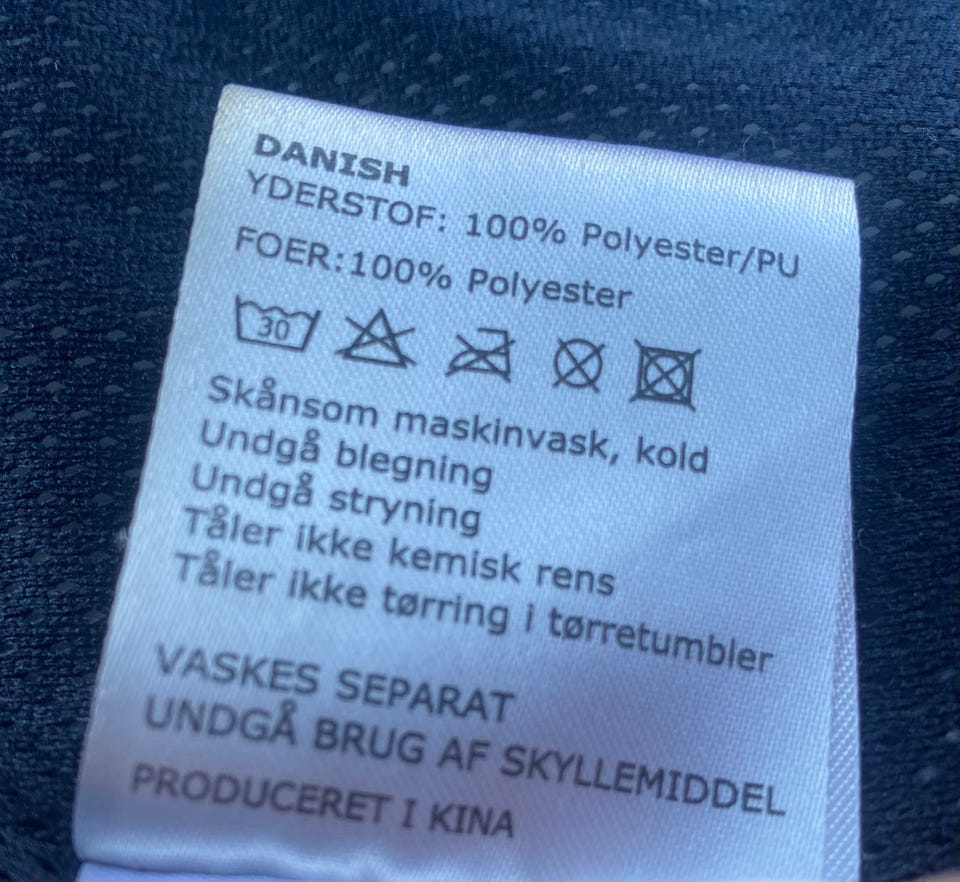 DANISH
YDERSTOF: 100% Polyester/PU
FOER:100% Polyester
30
Skånsom maskinvask, kold
Undgå blegning
Undgå stryning
Tåler ikke kemisk rens
Tåler ikke tørring i tørretumbler
VASKES SEPARAT
UNDGÅ BRUG AF SKYLLEMIDDEL
PRODUCERET I KINA